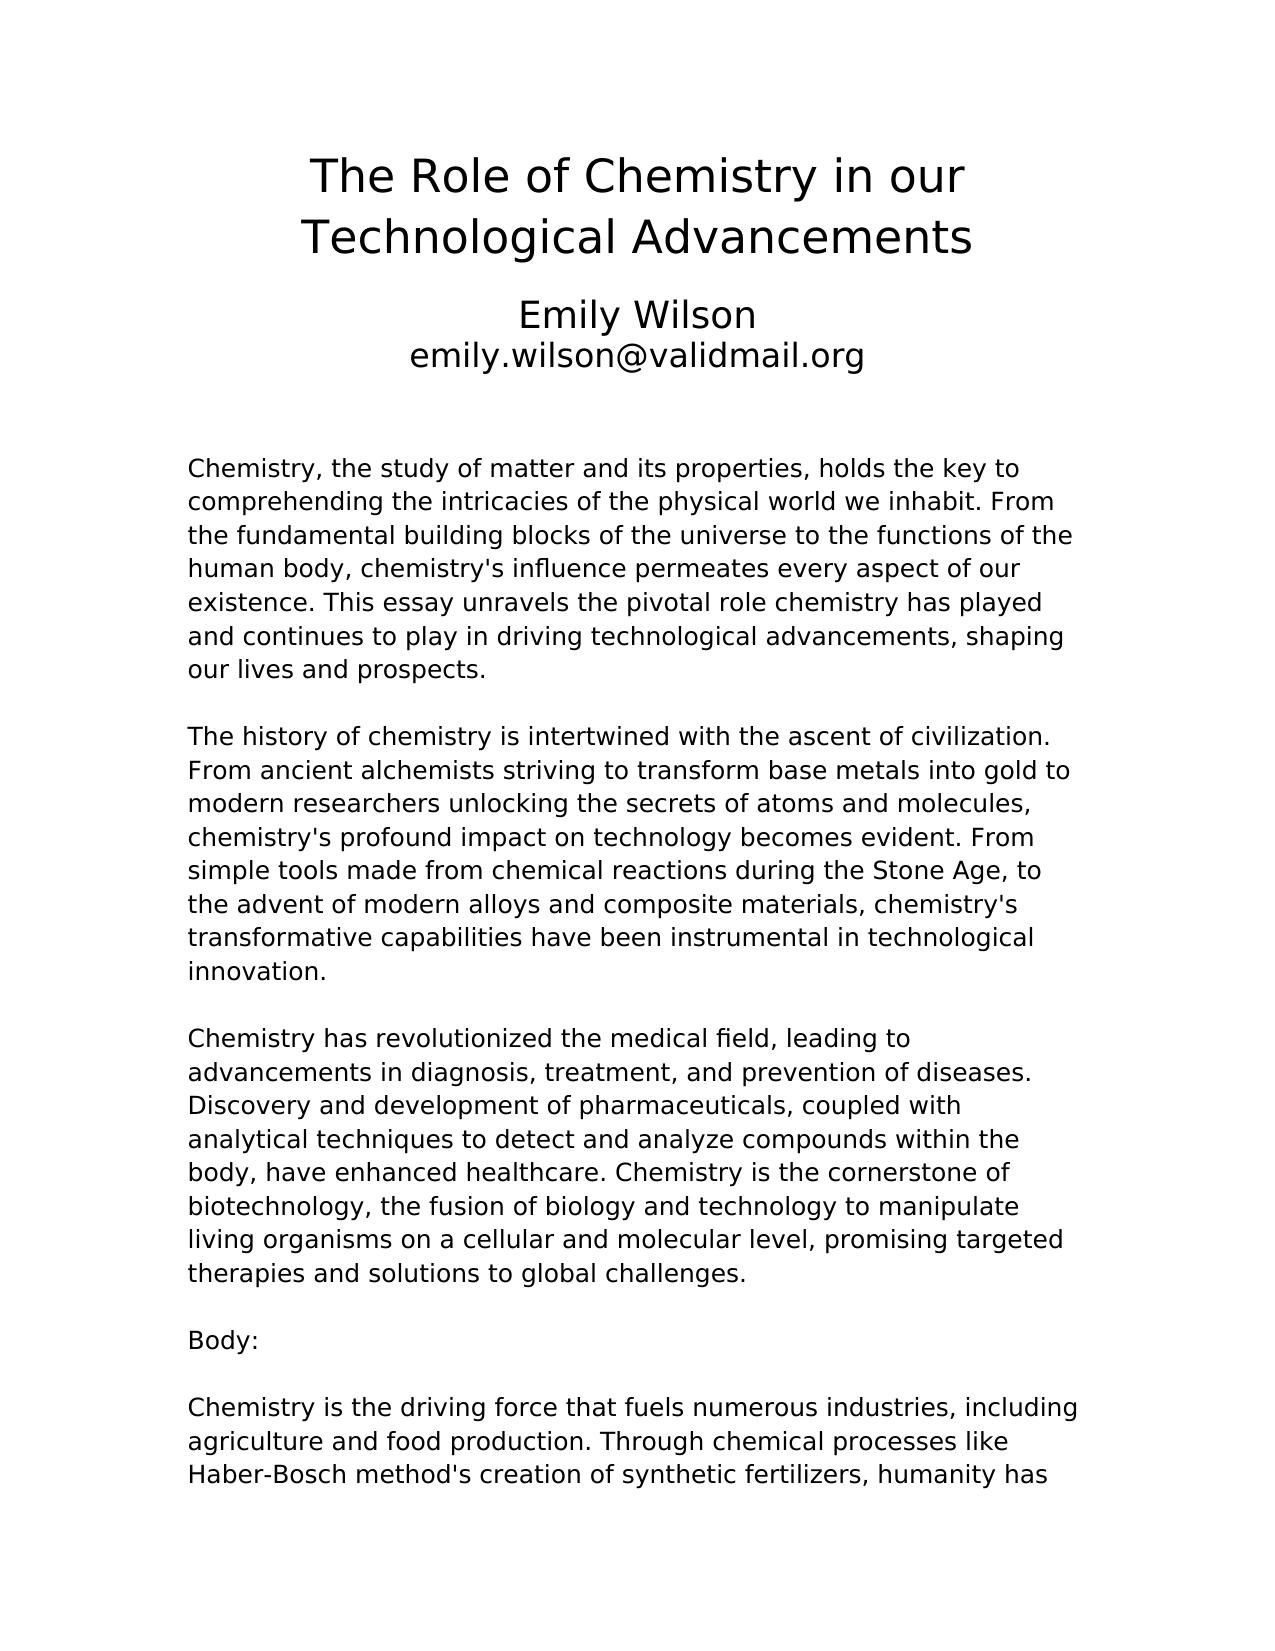 The Role of Chemistry in our
Technological Advancements
Emily Wilson
emily.wilson@validmail.org
Chemistry, the study of matter and its properties, holds the key to
comprehending the intricacies of the physical world we inhabit. From
the fundamental building blocks of the universe to the functions of the
human body, chemistry's influence permeates every aspect of our
existence. This essay unravels the pivotal role chemistry has played
and continues to play in driving technological advancements, shaping
our lives and prospects.
The history of chemistry is intertwined with the ascent of civilization.
From ancient alchemists striving to transform base metals into gold to
modern researchers unlocking the secrets of atoms and molecules,
chemistry's profound impact on technology becomes evident. From
simple tools made from chemical reactions during the Stone Age, to
the advent of modern alloys and composite materials, chemistry's
transformative capabilities have been instrumental in technological
innovation.
Chemistry has revolutionized the medical field, leading to
advancements in diagnosis, treatment, and prevention of diseases.
Discovery and development of pharmaceuticals, coupled with
analytical techniques to detect and analyze compounds within the
body, have enhanced healthcare. Chemistry is the cornerstone of
biotechnology, the fusion of biology and technology to manipulate
living organisms on a cellular and molecular level, promising targeted
therapies and solutions to global challenges.
Body:
Chemistry is the driving force that fuels numerous industries, including
agriculture and food production. Through chemical processes like
Haber-Bosch method's creation of synthetic fertilizers, humanity has